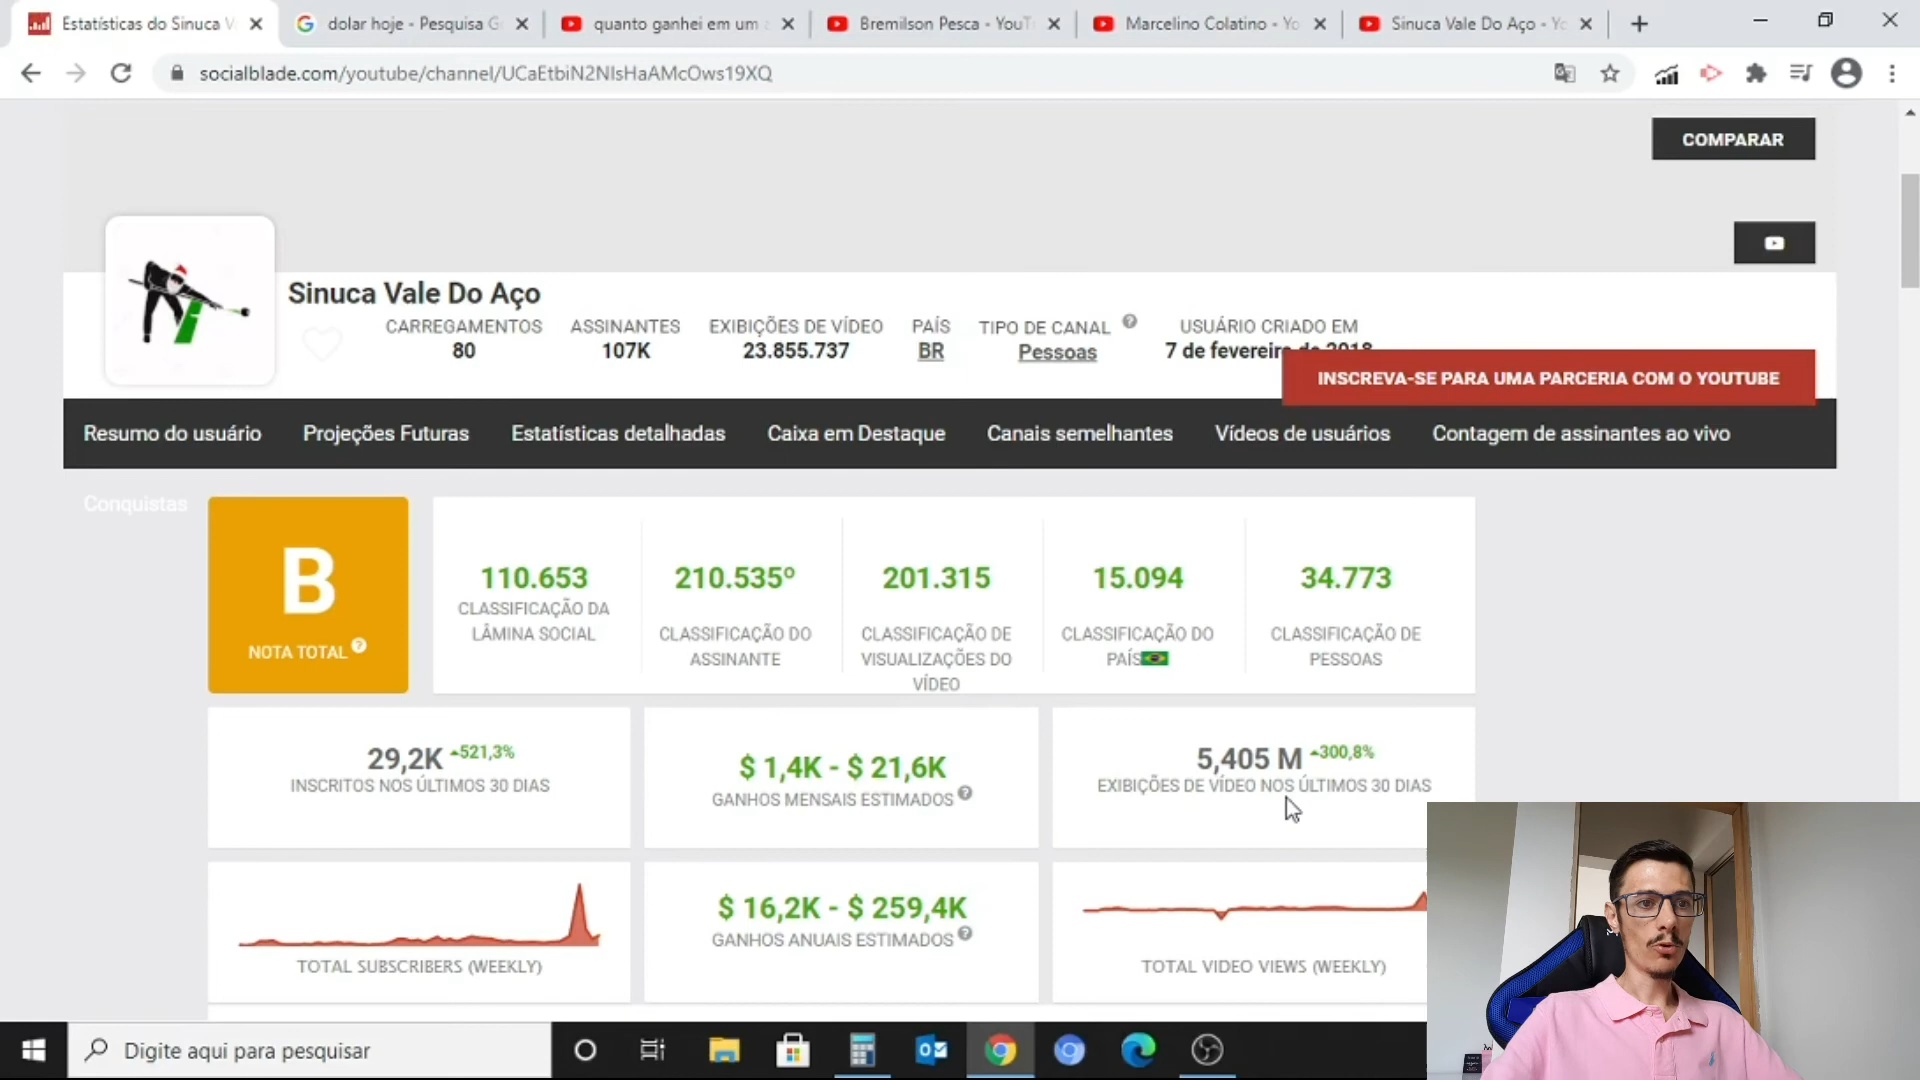 Estatísticas do Sinuca V
dolar hoje - Pesquisa G
quanto ganhei em um
Bremilson Pesca - YouT
Marcelino Colatino - Yo
Sinuca Vale Do Aço - Yo
socialblade.com/youtube/channel/UCaEtbiN2NIsHaAMcOws19XQ
COMPARAR
Sinuca Vale Do Aço
CARREGAMENTOS
80
ASSINANTES
107K
EXIBIÇÕES DE VÍDEO
23.855.737
PAÍS
BR
TIPO DE CANAL ?
Pessoas
USUÁRIO CRIADO EM
7 de fevereiro de 2018
INSCREVA-SE PARA UMA PARCERIA COM O YOUTUBE
Resumo do usuário
Projeções Futuras
Estatísticas detalhadas
Caixa em Destaque
Canais semelhantes
Vídeos de usuários
Contagem de assinantes ao vivo
Conquistas
B
NOTA TOTAL ?
110.653
CLASSIFICAÇÃO DA
LÂMINA SOCIAL
210.535º
CLASSIFICAÇÃO DO
ASSINANTE
201.315
CLASSIFICAÇÃO DE
VISUALIZAÇÕES DO
VÍDEO
15.094
CLASSIFICAÇÃO DO
PAÍS
34.773
CLASSIFICAÇÃO DE
PESSOAS
29,2K 521,3%
INSCRITOS NOS ÚLTIMOS 30 DIAS
$ 1,4K - $ 21,6K
GANHOS MENSAIS ESTIMADOS ?
5,405 M 300,8%
EXIBIÇÕES DE VÍDEO NOS ÚLTIMOS 30 DIAS
TOTAL SUBSCRIBERS (WEEKLY)
$ 16,2K - $ 259,4K
GANHOS ANUAIS ESTIMADOS ?
TOTAL VIDEO VIEWS (WEEKLY)
Digite aqui para pesquisar